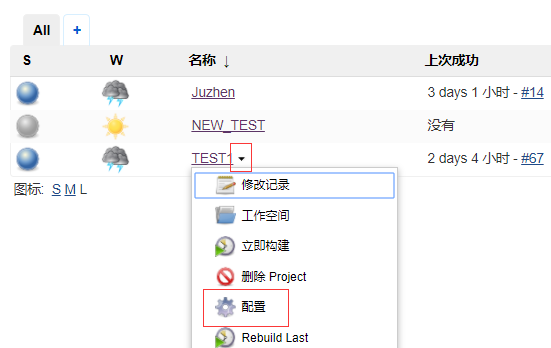 All +
S W 名称 ↓ 上次成功
Juzhen 3 days 1 小时 - #14
NEW_TEST 没有
TEST1 2 days 4 小时 - #67
图标: S M L
修改记录
工作空间
立即构建
删除 Project
配置
Rebuild Last